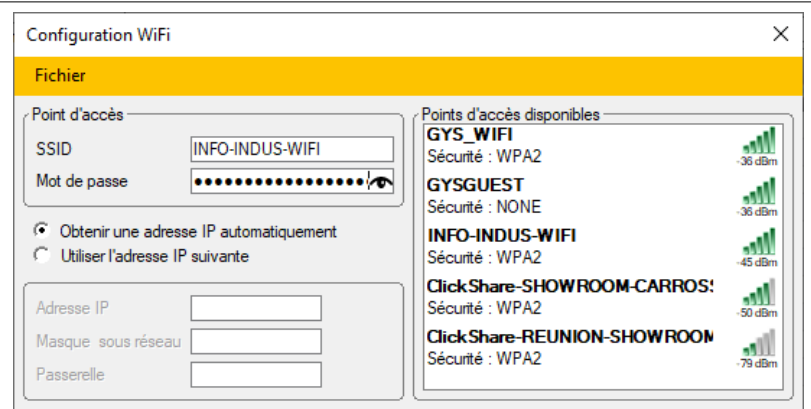 Configuration WiFi
Fichier
Point d'accès
SSID INFO-INDUS-WIFI
Mot de passe
Obtenir une adresse IP automatiquement
Utiliser l'adresse IP suivante
Adresse IP
Masque sous réseau
Passerelle
Points d'accès disponibles
GYS_WIFI
Sécurité : WPA2
-36 dBm
GYSGUEST
Sécurité : NONE
-36 dBm
INFO-INDUS-WIFI
Sécurité : WPA2
-45 dBm
ClickShare-SHOWROOM-CARROS
Sécurité : WPA2
-50 dBm
ClickShare-REUNION-SHOWROOM
Sécurité : WPA2
-79 dBm